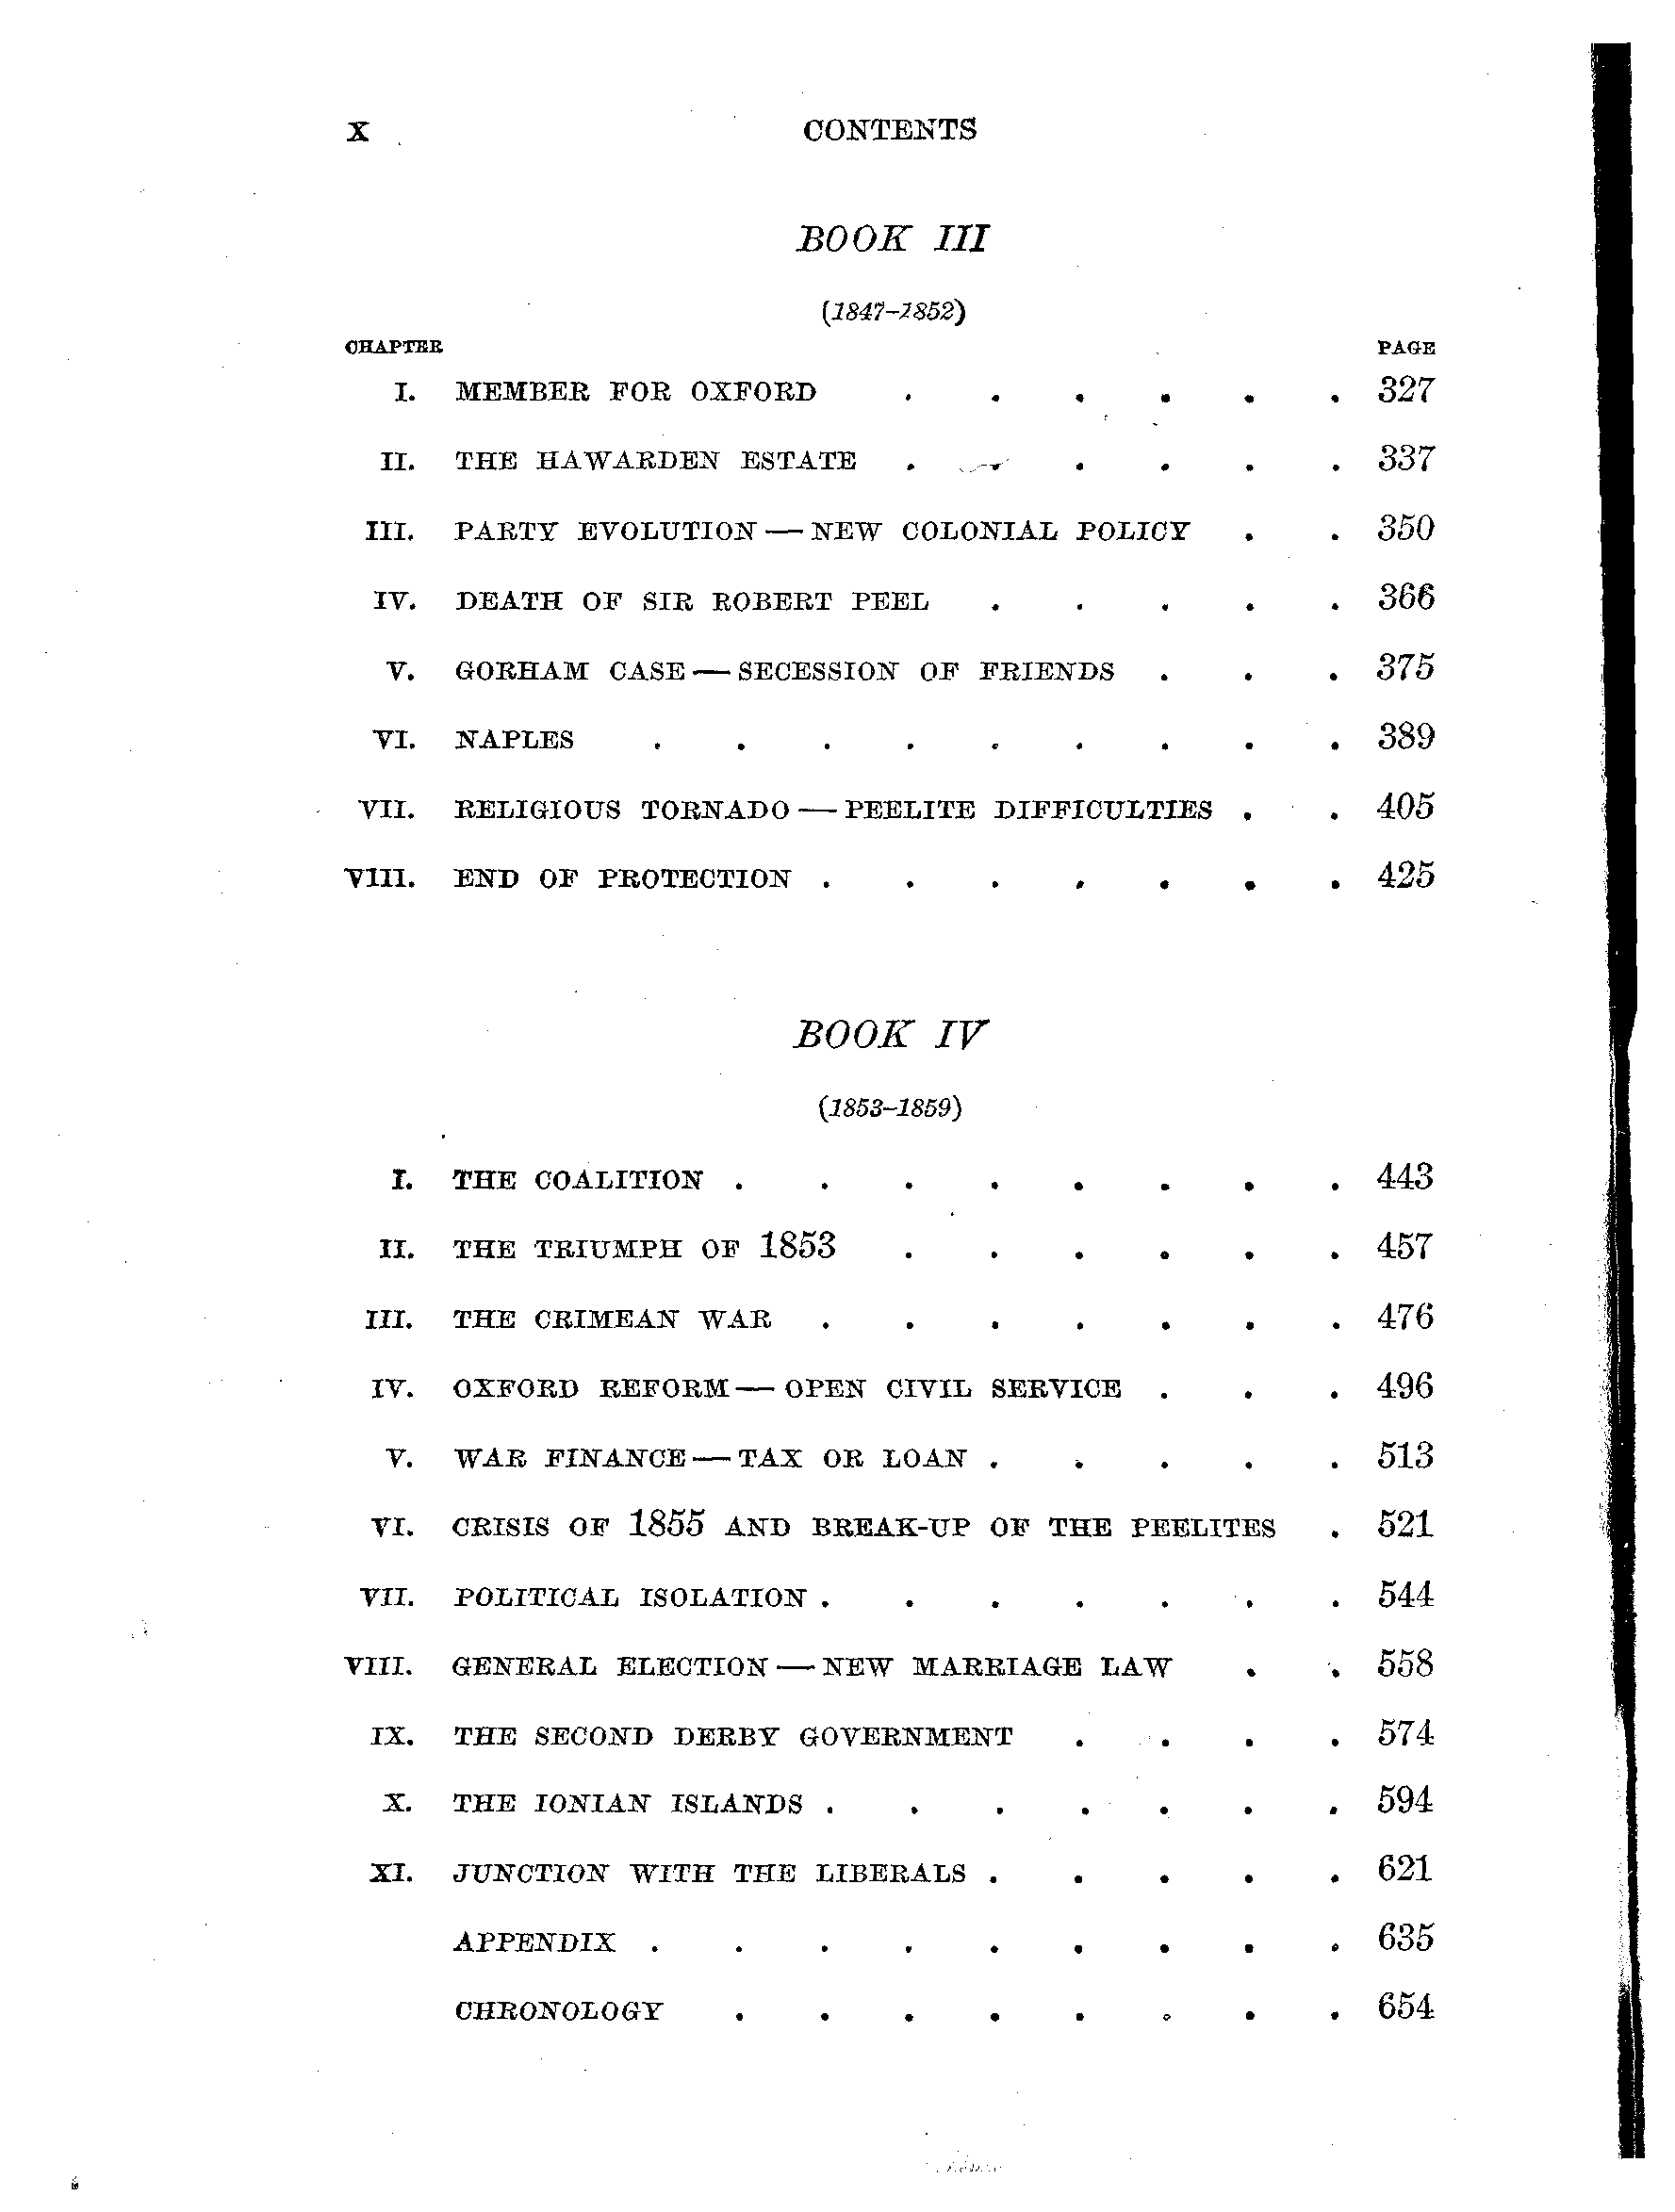 X CONTENTS
BOOK III
(1847–1852)
CHAPTER PAGE
I. MEMBER FOR OXFORD . . . . . . 327
II. THE HAWARDEN ESTATE . . . . . 337
III. PARTY EVOLUTION — NEW COLONIAL POLICY . . 350
IV. DEATH OF SIR ROBERT PEEL . . . . . 366
V. GORHAM CASE — SECESSION OF FRIENDS . . . 375
VI. NAPLES . . . . . . . . . 389
VII. RELIGIOUS TORNADO — PEELITE DIFFICULTIES . . 405
VIII. END OF PROTECTION . . . . . . . 425
BOOK IV
(1853–1859)
I. THE COALITION . . . . . . . . 443
II. THE TRIUMPH OF 1853 . . . . . . 457
III. THE CRIMEAN WAR . . . . . . . 476
IV. OXFORD REFORM — OPEN CIVIL SERVICE . . . 496
V. WAR FINANCE — TAX OR LOAN . . . . . 513
VI. CRISIS OF 1855 AND BREAK-UP OF THE PEELITES . 521
VII. POLITICAL ISOLATION . . . . . . . 544
VIII. GENERAL ELECTION — NEW MARRIAGE LAW . . 558
IX. THE SECOND DERBY GOVERNMENT . . . . 574
X. THE IONIAN ISLANDS . . . . . . . 594
XI. JUNCTION WITH THE LIBERALS . . . . . 621
APPENDIX . . . . . . . . . 635
CHRONOLOGY . . . . . . . . 654